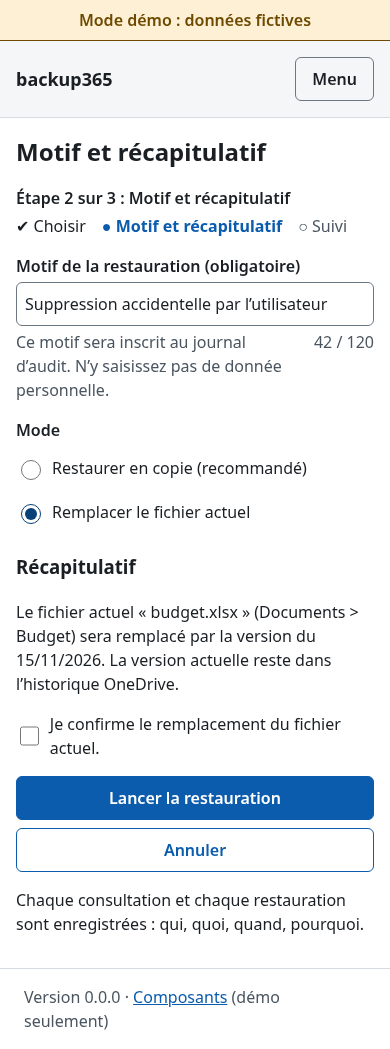 Mode démo : données fictives
backup365
Menu
Motif et récapitulatif
Étape 2 sur 3 : Motif et récapitulatif
✔ Choisir ● Motif et récapitulatif ○ Suivi
Motif de la restauration (obligatoire)
Suppression accidentelle par l’utilisateur
Ce motif sera inscrit au journal
d’audit. N’y saisissez pas de donnée
personnelle.
42 / 120
Mode
Restaurer en copie (recommandé)
Remplacer le fichier actuel
Récapitulatif
Le fichier actuel « budget.xlsx » (Documents >
Budget) sera remplacé par la version du
15/11/2026. La version actuelle reste dans
l’historique OneDrive.
Je confirme le remplacement du fichier
actuel.
Lancer la restauration
Annuler
Chaque consultation et chaque restauration
sont enregistrées : qui, quoi, quand, pourquoi.
Version 0.0.0 · Composants (démo
seulement)